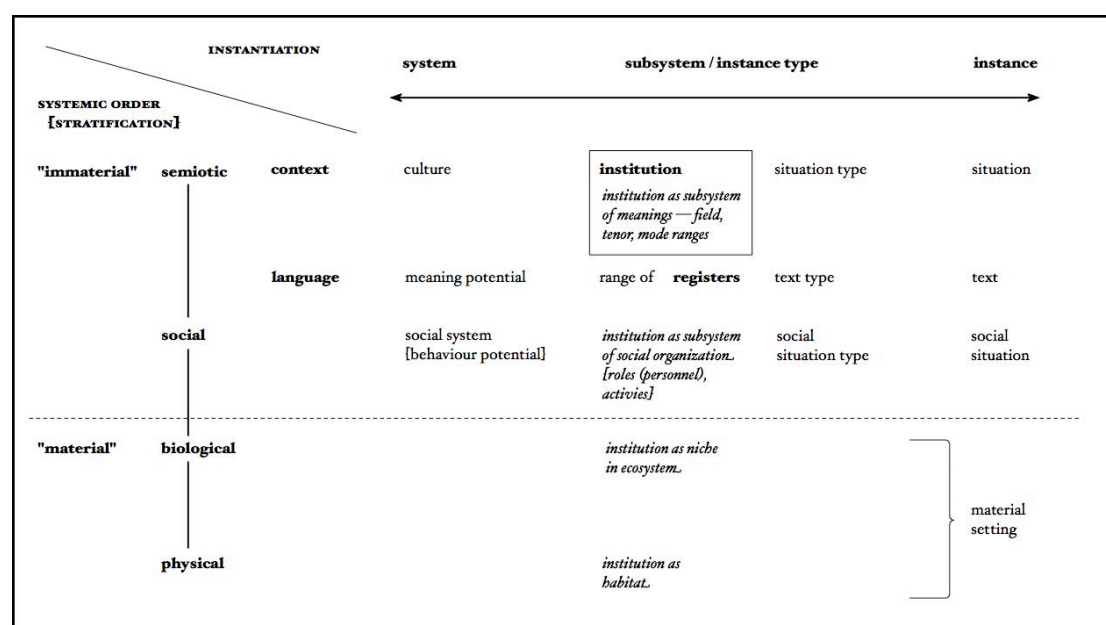 INSTANTIATION
system subsystem / instance type instance
SYSTEMIC ORDER
[STRATIFICATION]
"immaterial" semiotic context culture institution situation type situation
institution as subsystem
of meanings — field,
tenor, mode ranges
language meaning potential range of registers text type text
social social system institution as subsystem social social
[behaviour potential] of social organization situation type situation
[roles (personnel),
activies]
"material" biological institution as niche
in ecosystem
material
setting
physical institution as
habitat